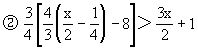 ② 3/4[4/3(x/2 - 1/4) - 8] > 3x/2 + 1